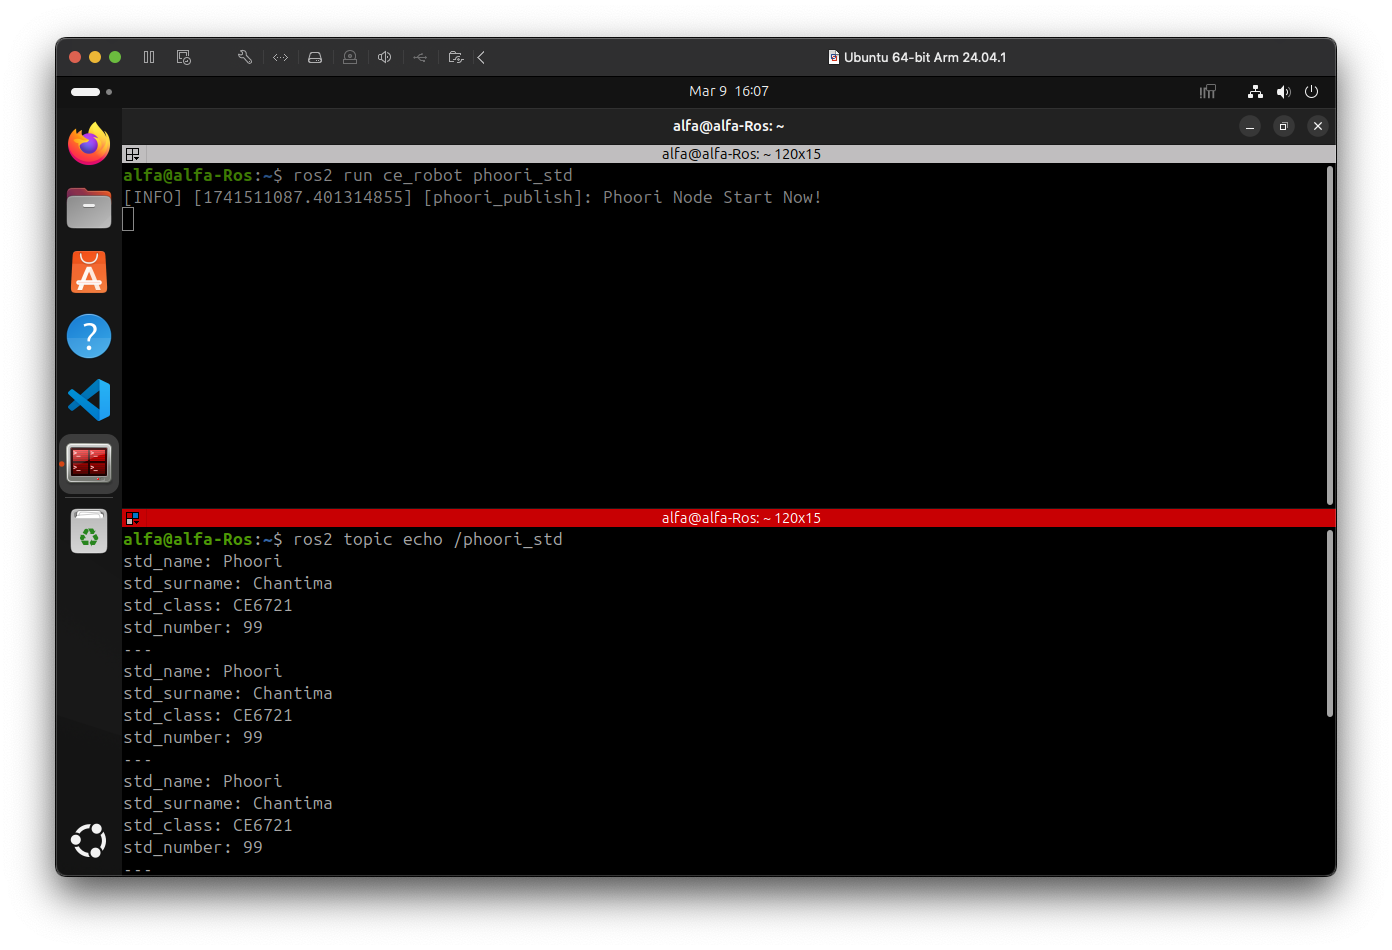 Ubuntu 64-bit Arm 24.04.1
Mar 9 16:07
alfa@alfa-Ros: ~
alfa@alfa-Ros: ~ 120x15
alfa@alfa-Ros:~$ ros2 run ce_robot phoori_std
[INFO] [1741511087.401314855] [phoori_publish]: Phoori Node Start Now!
alfa@alfa-Ros: ~ 120x15
alfa@alfa-Ros:~$ ros2 topic echo /phoori_std
std_name: Phoori
std_surname: Chantima
std_class: CE6721
std_number: 99
---
std_name: Phoori
std_surname: Chantima
std_class: CE6721
std_number: 99
---
std_name: Phoori
std_surname: Chantima
std_class: CE6721
std_number: 99
---